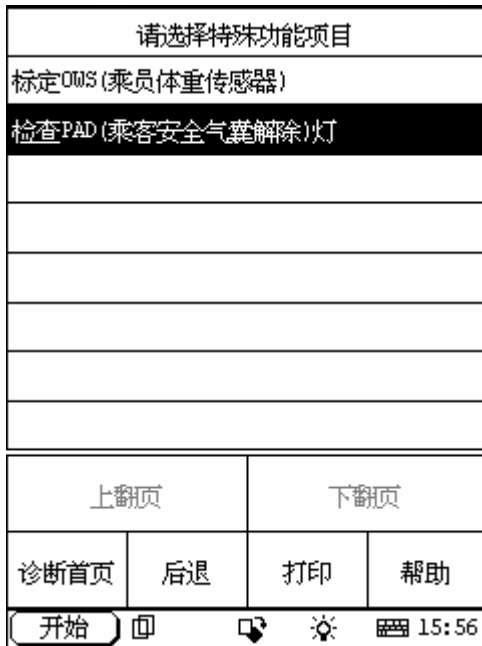 请选择特殊功能项目
标定OWS(乘员体重传感器)
检查PAD(乘客安全气囊解除)灯
上翻页 下翻页
诊断首页 后退 打印 帮助
开始 15:56